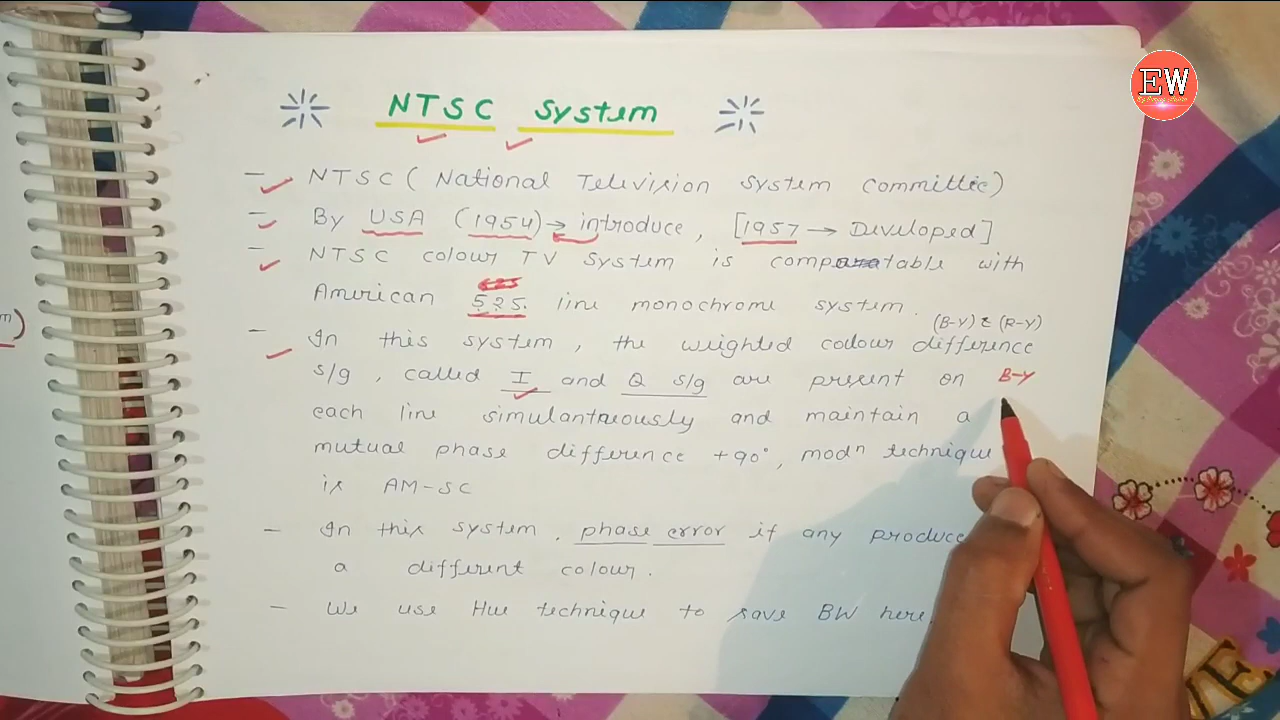 EW
NTSC System
- NTSC ( National Television System Committie)
- By USA (1954) → introduce, [1957 → Developed]
- NTSC colour TV system is compatable with
American 525 line monochrome system.
(B-Y) & (R-Y)
- In this system, the weighted colour difference
s/g, called I and Q s/g are present on B-Y
each line simulantneously and maintain a
mutual phase difference +90°, modⁿ technique
is AM-SC
- In this system, phase error if any produce
a different colour.
- We use Hue technique to save BW here.